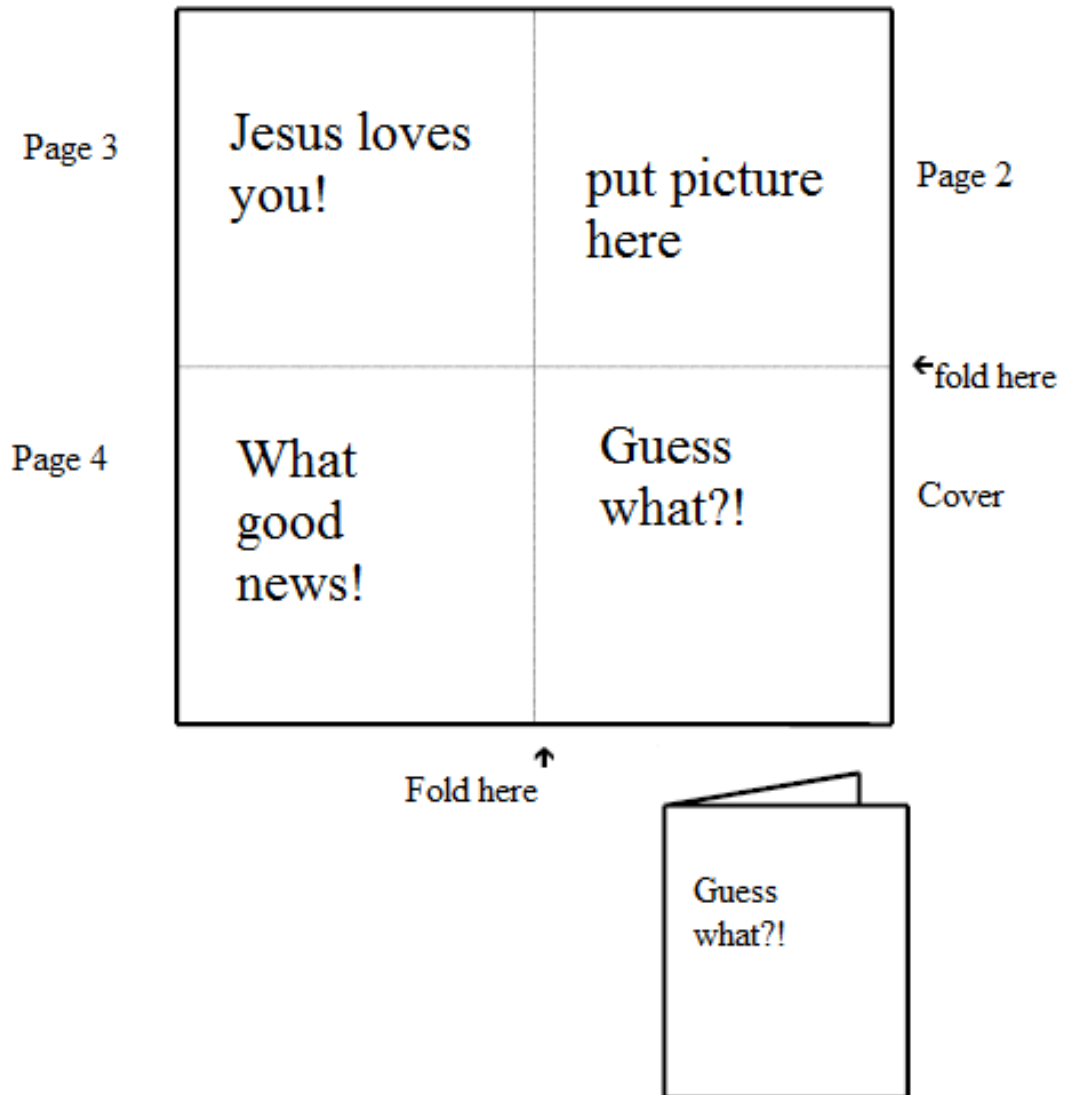 Page 3
Jesus loves
you!
put picture
here
Page 2
fold here
Page 4
What
good
news!
Guess
what?!
Cover
Fold here
Guess
what?!